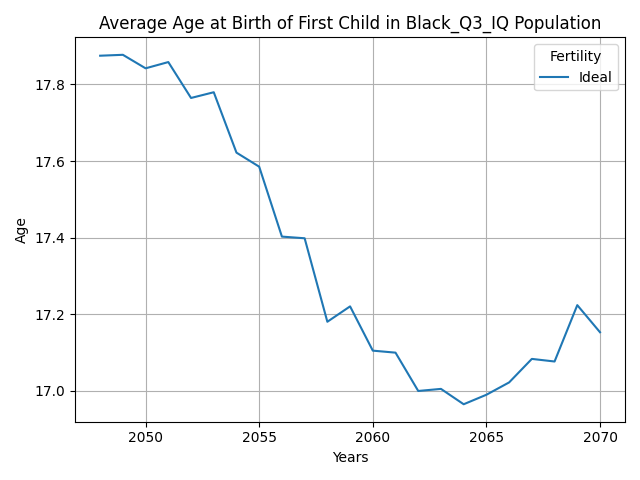 Average Age at Birth of First Child in Black_Q3_IQ Population
Fertility
Ideal
Age
17.8
17.6
17.4
17.2
17.0
2050
2055
2060
2065
2070
Years